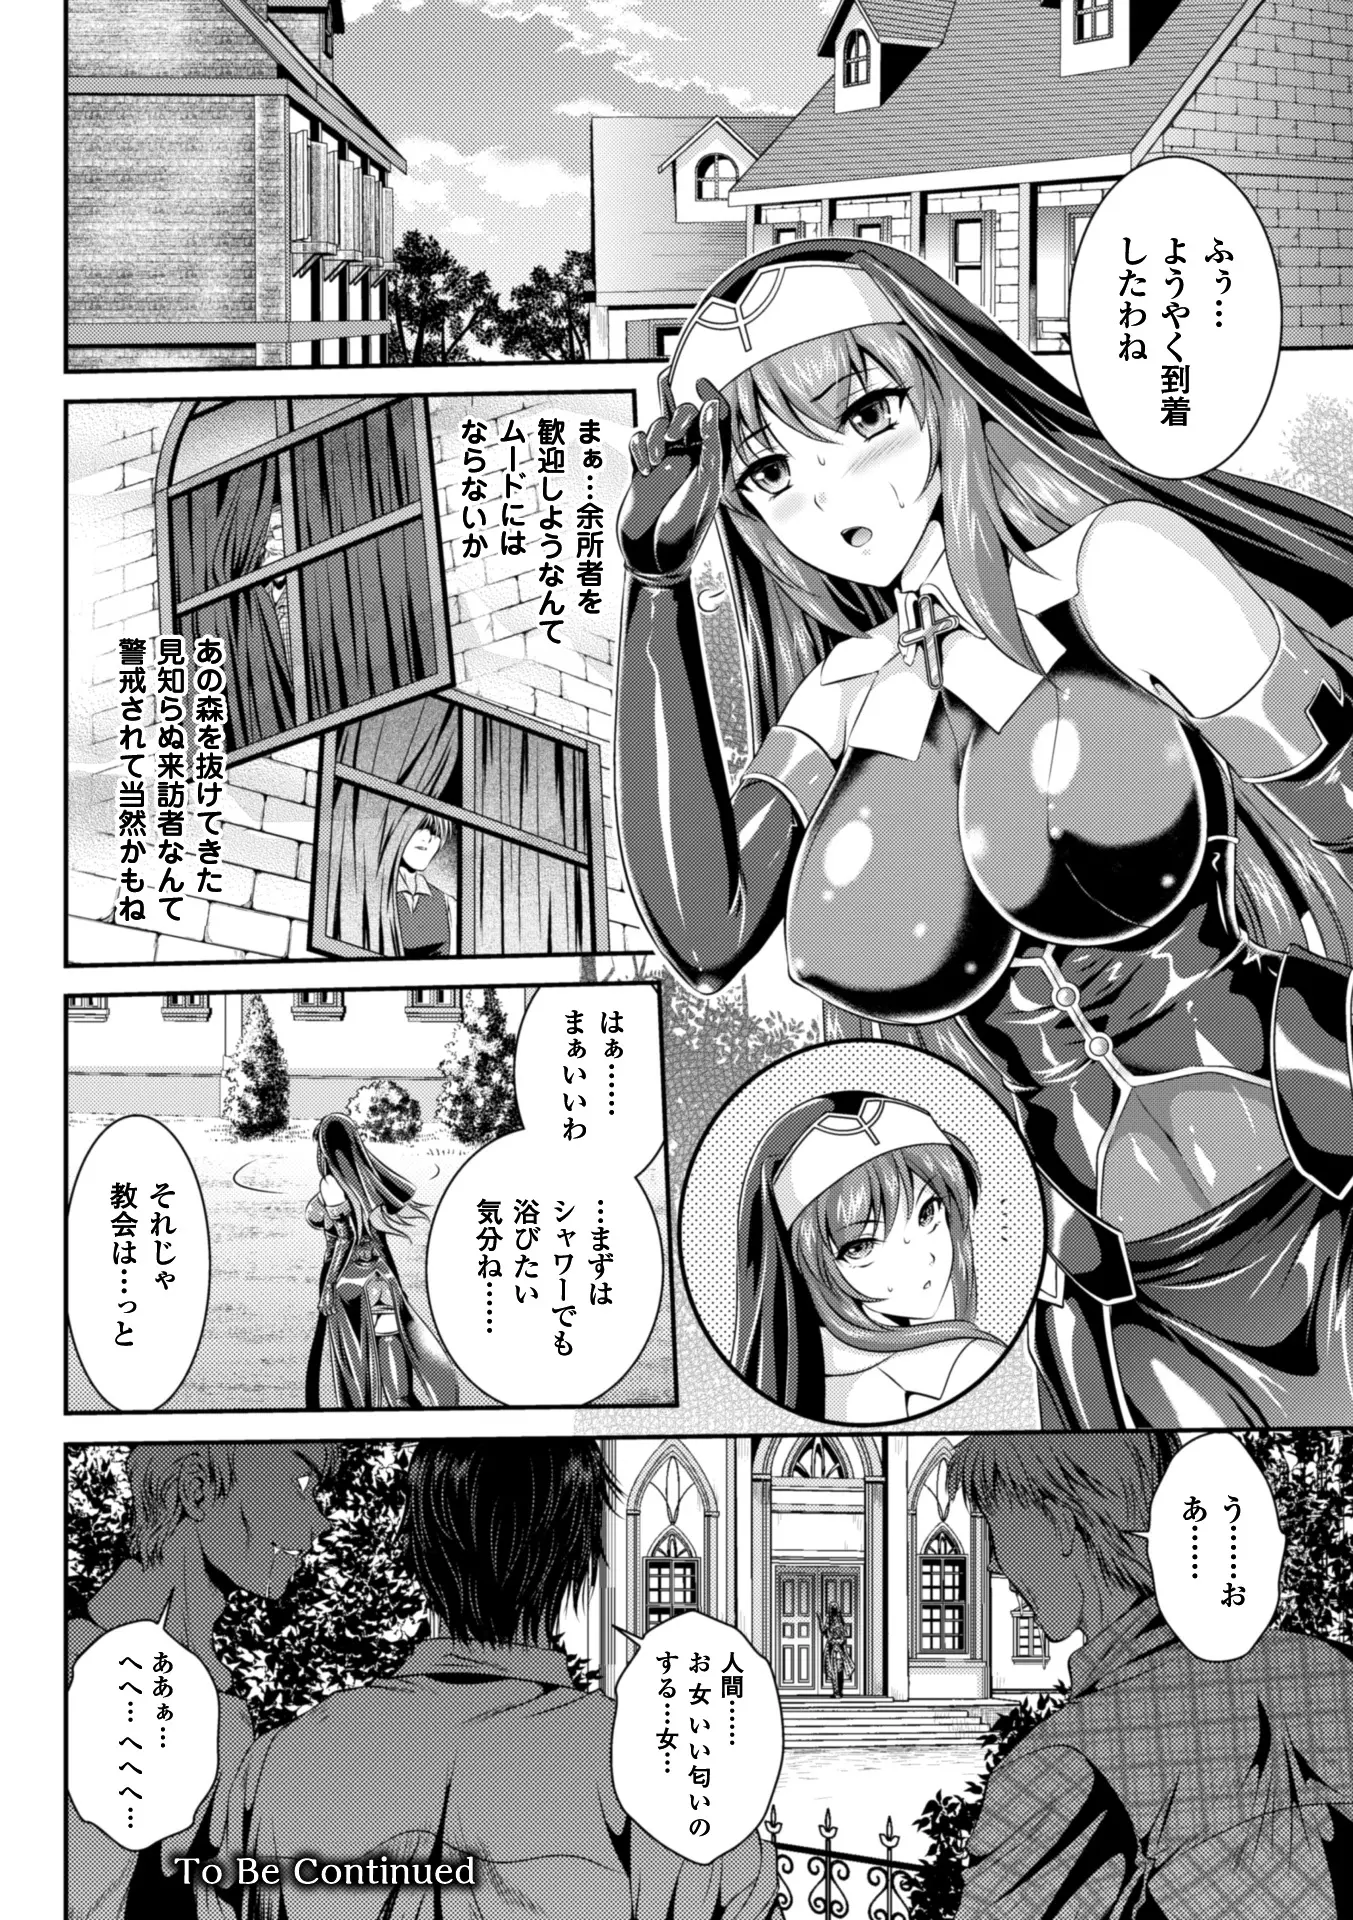 ふぅ…
ようやく到着
したわね
まぁ…余所者を
歓迎しようなんて
ムードには
ならないか
あの森を抜けてきた
見知らぬ来訪者なんて
警戒されて当然かもね
はぁ……
まぁいいわ
…まずは
シャワーでも
浴びたい
気分ね……
それじゃ
教会は…っと
う……お
あ……
人間……
お女いい匂いの
する…女…
あぁぁ…
へへ…へへへ…
To Be Continued